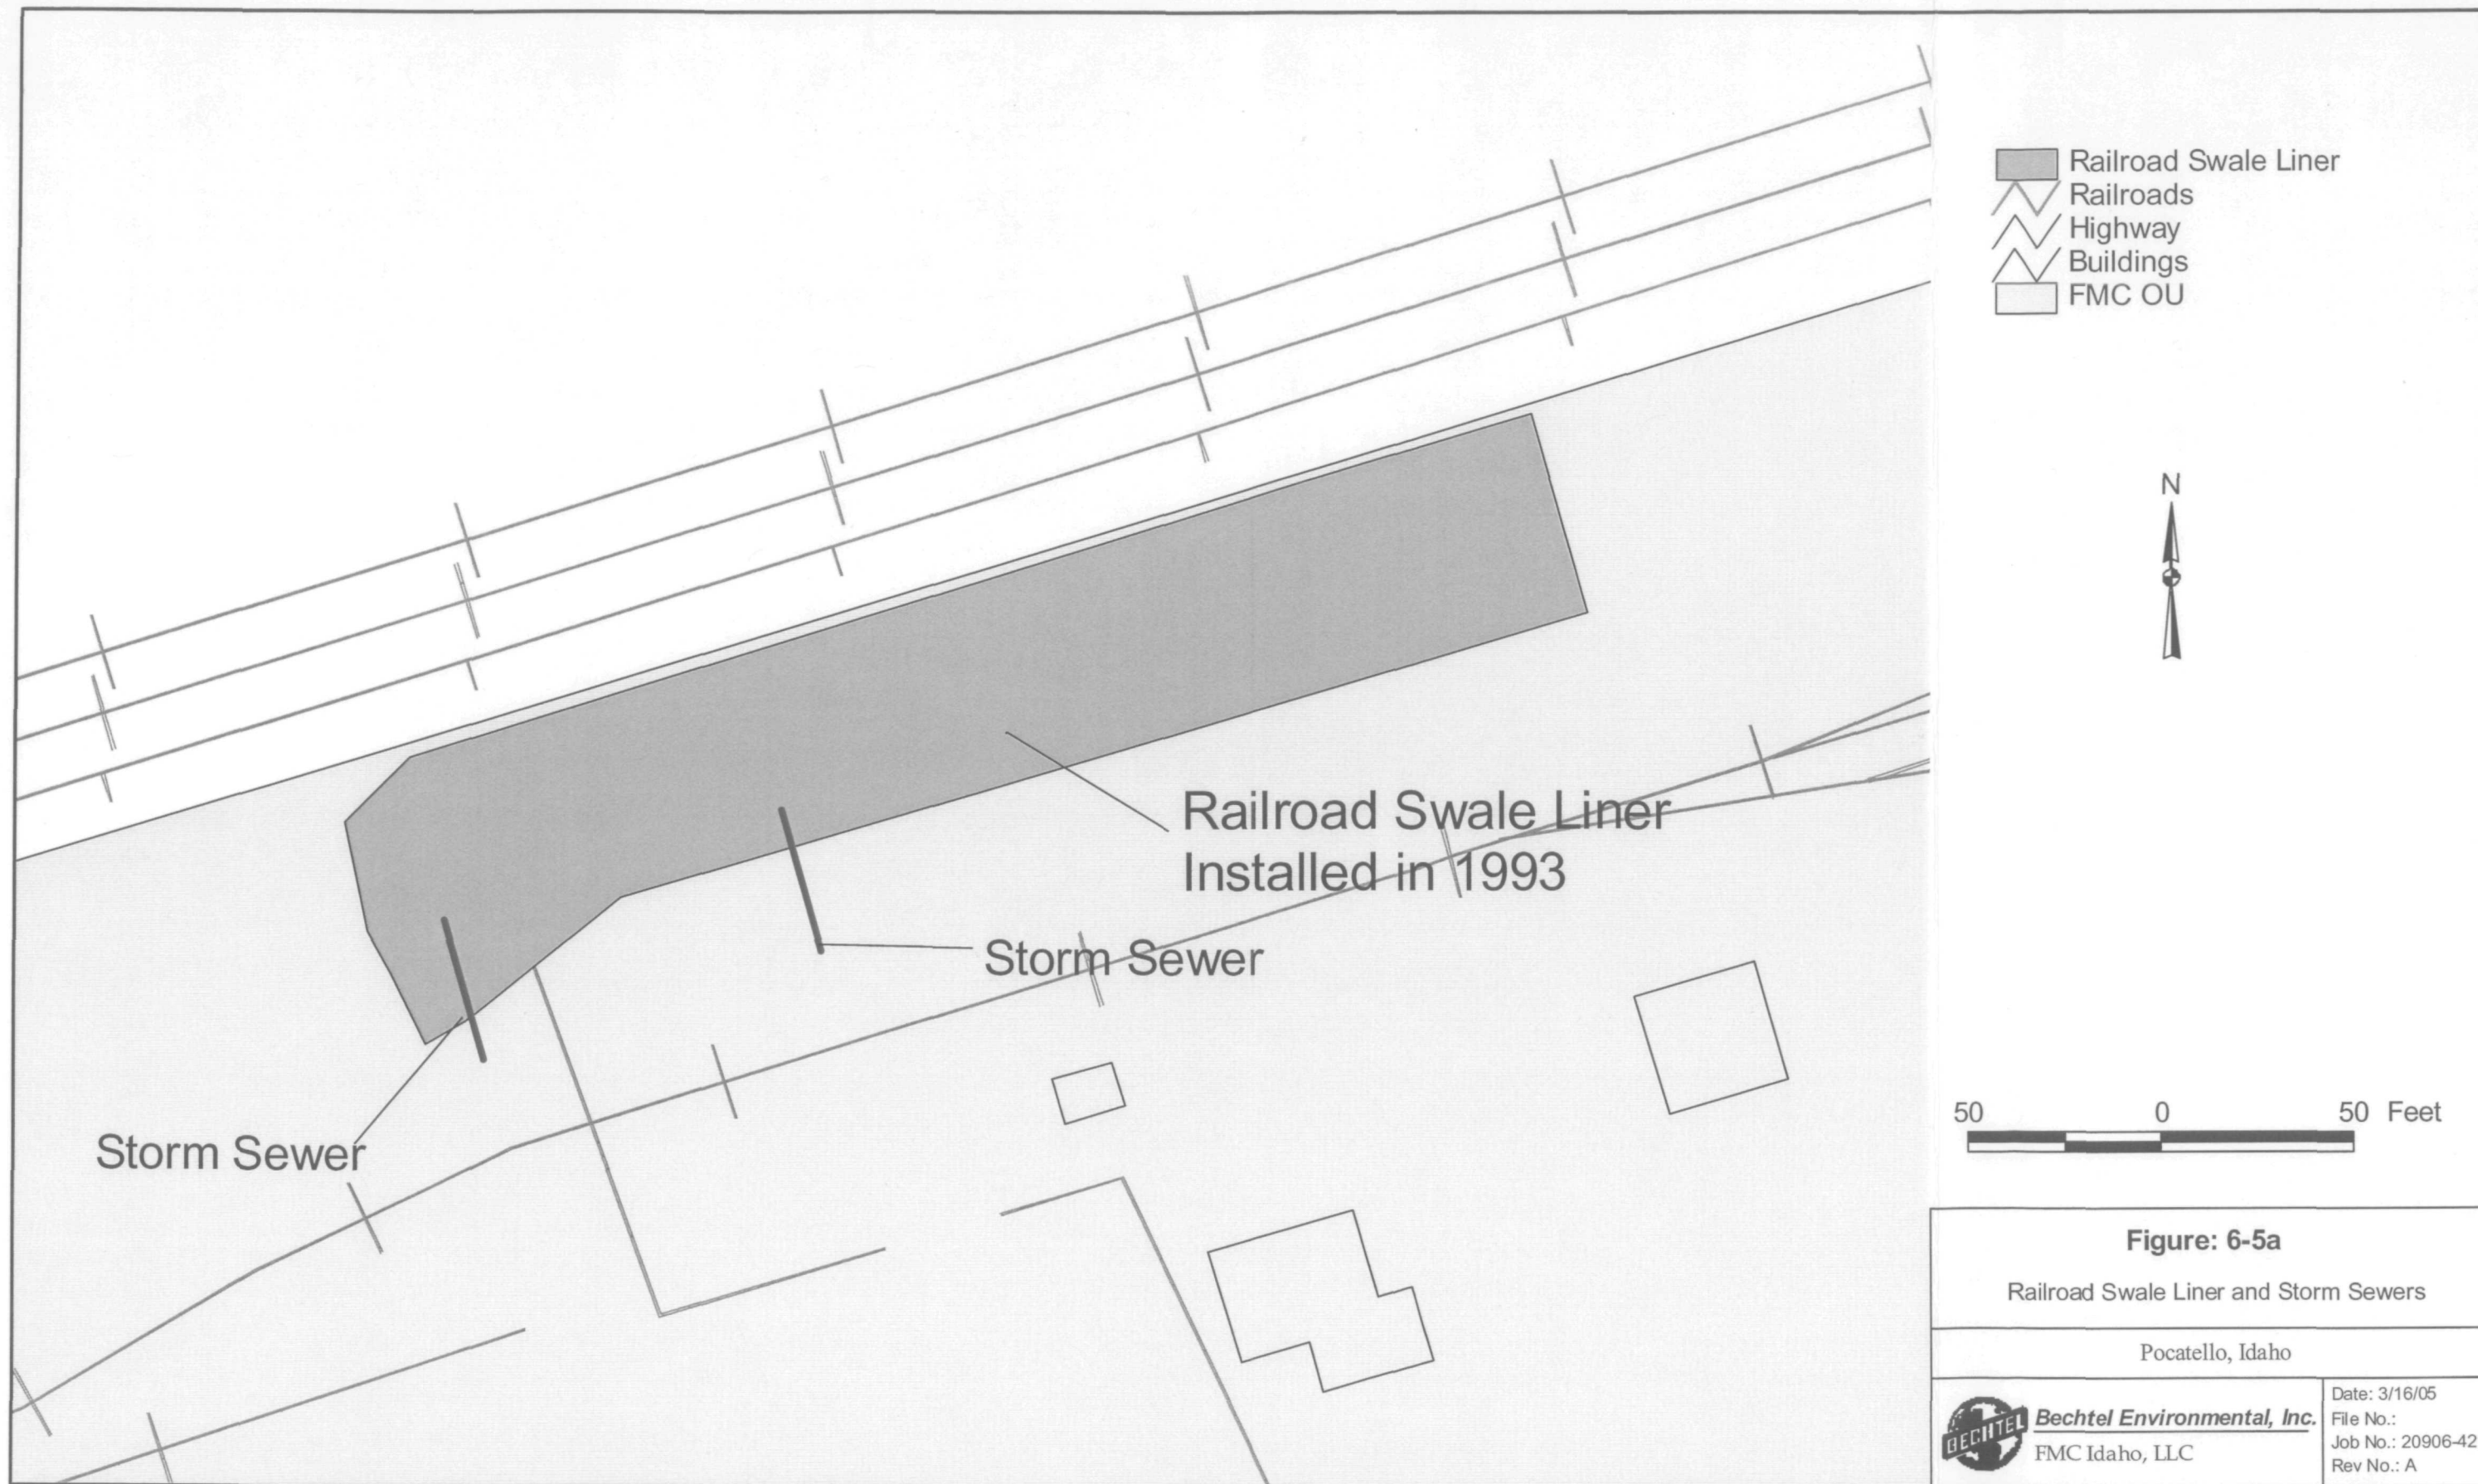 Railroad Swale Liner
Railroads
Highway
Buildings
FMC OU
N
Railroad Swale Liner
Installed in 1993
Storm Sewer
Storm Sewer
50 0 50 Feet
Figure: 6-5a
Railroad Swale Liner and Storm Sewers
Pocatello, Idaho
BECHTEL
Bechtel Environmental, Inc.
FMC Idaho, LLC
Date: 3/16/05
File No.:
Job No.: 20906-42
Rev No.: A